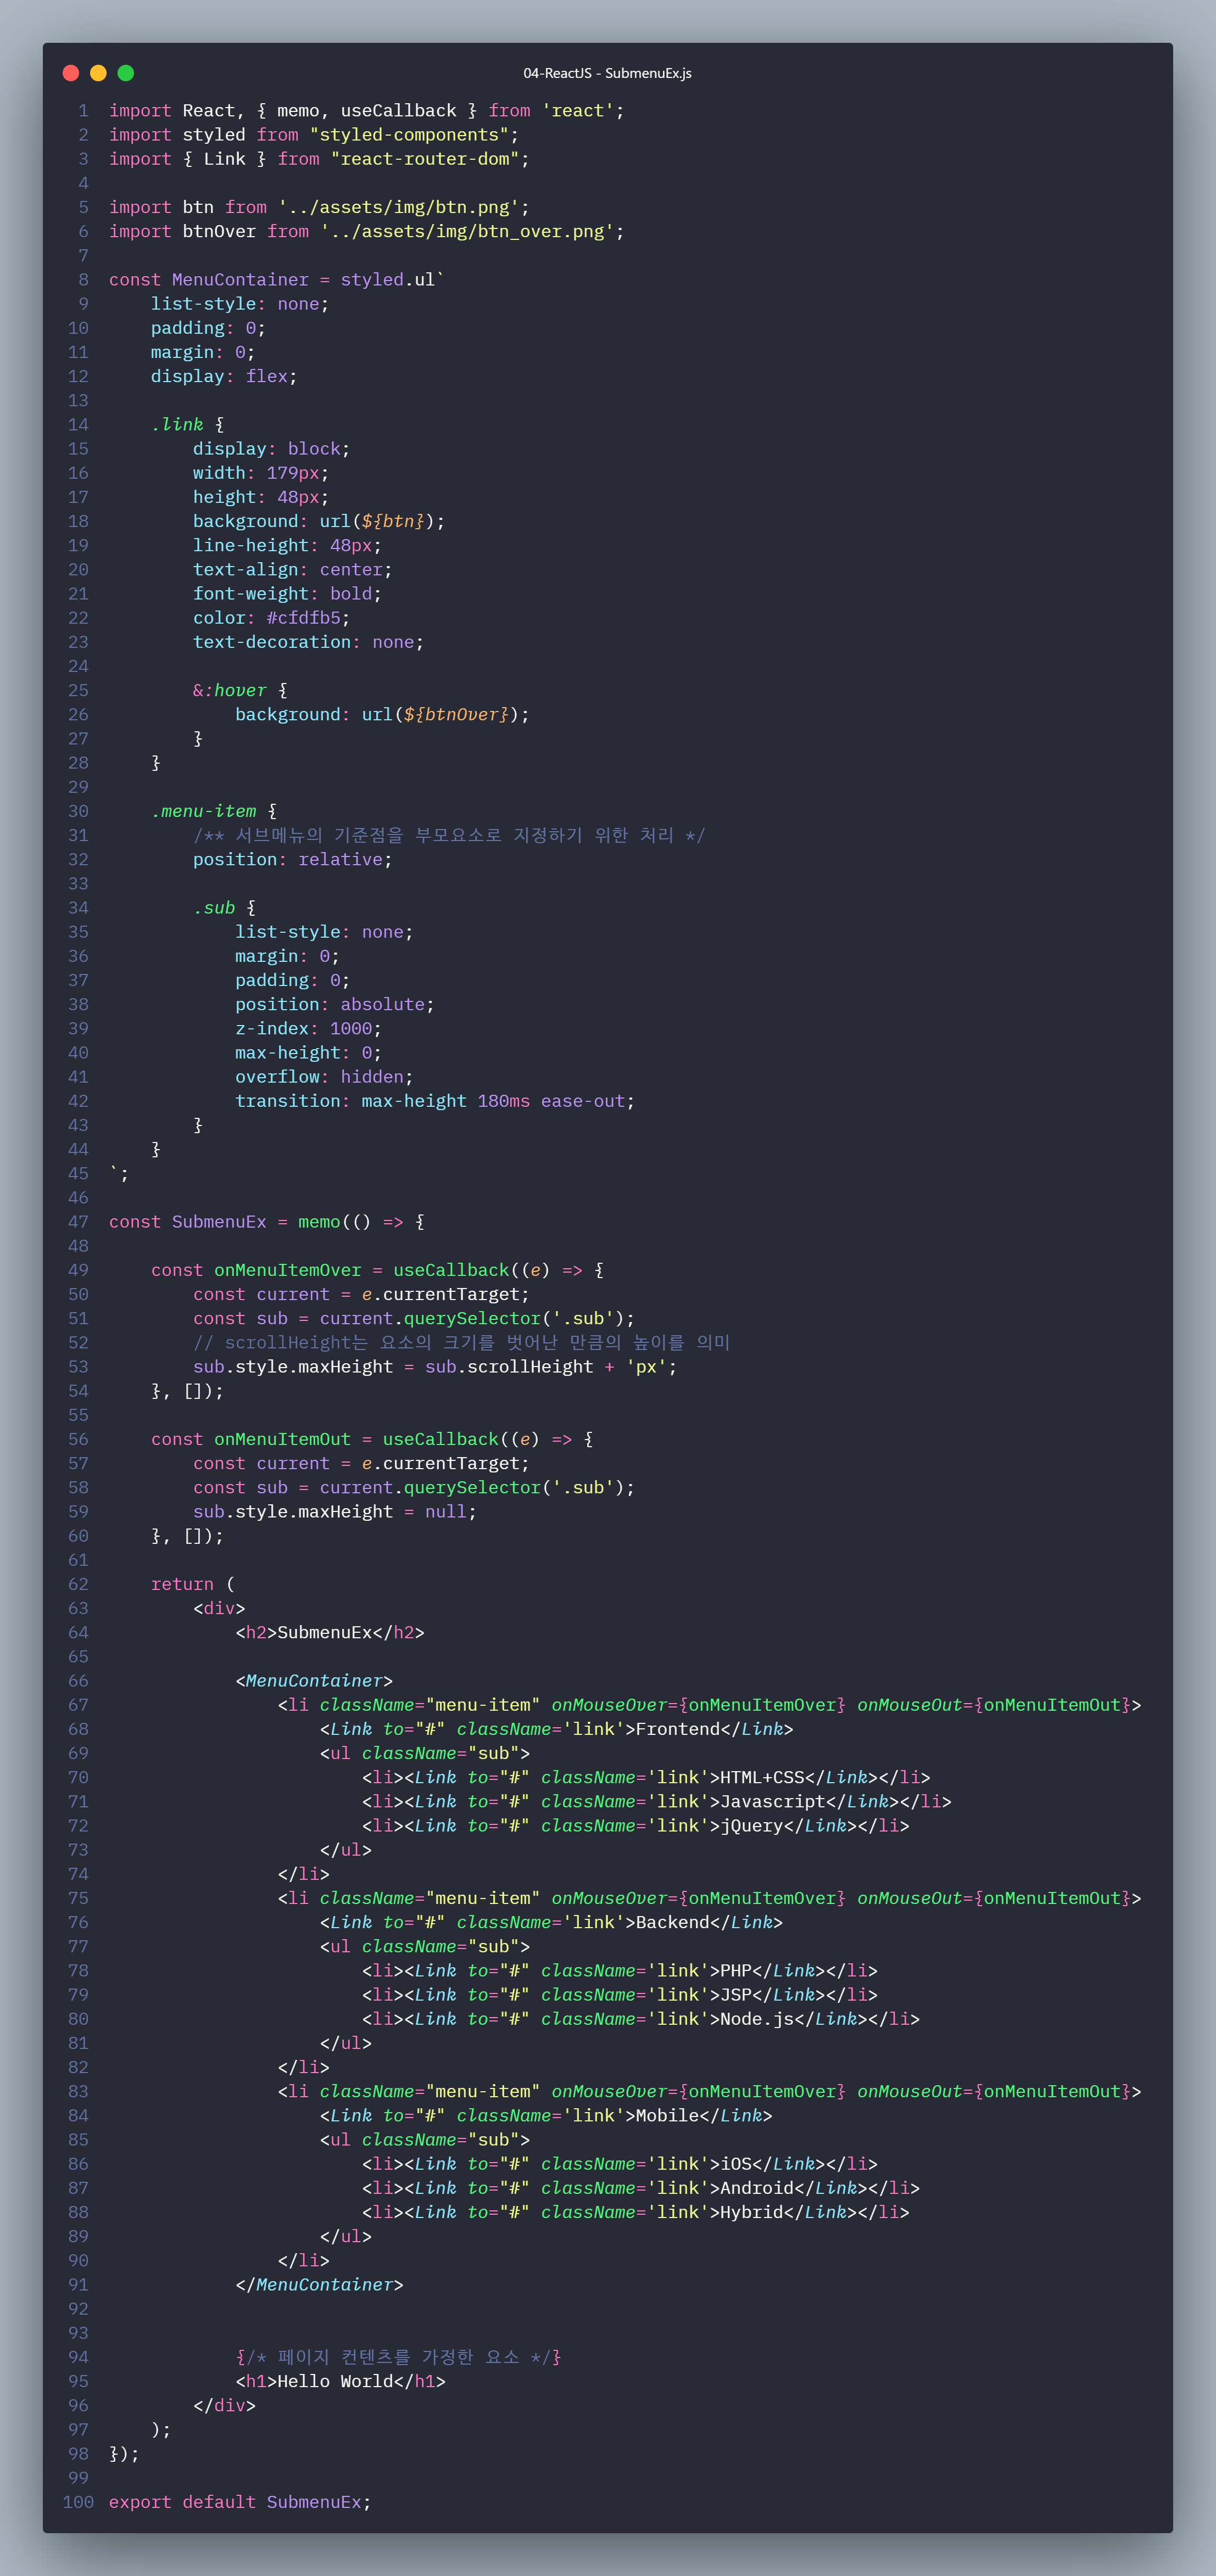 04-ReactJS - SubmenuEx.js
1 import React, { memo, useCallback } from 'react';
2 import styled from "styled-components";
3 import { Link } from "react-router-dom";
4
5 import btn from '../assets/img/btn.png';
6 import btnOver from '../assets/img/btn_over.png';
7
8 const MenuContainer = styled.ul`
9     list-style: none;
10     padding: 0;
11     margin: 0;
12     display: flex;
13
14     .link {
15         display: block;
16         width: 179px;
17         height: 48px;
18         background: url(${btn});
19         line-height: 48px;
20         text-align: center;
21         font-weight: bold;
22         color: #cfdfb5;
23         text-decoration: none;
24
25         &:hover {
26             background: url(${btnOver});
27         }
28     }
29
30     .menu-item {
31         /** 서브메뉴의 기준점을 부모요소로 지정하기 위한 처리 */
32         position: relative;
33
34         .sub {
35             list-style: none;
36             margin: 0;
37             padding: 0;
38             position: absolute;
39             z-index: 1000;
40             max-height: 0;
41             overflow: hidden;
42             transition: max-height 180ms ease-out;
43         }
44     }
45 `;
46
47 const SubmenuEx = memo(() => {
48
49     const onMenuItemOver = useCallback((e) => {
50         const current = e.currentTarget;
51         const sub = current.querySelector('.sub');
52         // scrollHeight는 요소의 크기를 벗어난 만큼의 높이를 의미
53         sub.style.maxHeight = sub.scrollHeight + 'px';
54     }, []);
55
56     const onMenuItemOut = useCallback((e) => {
57         const current = e.currentTarget;
58         const sub = current.querySelector('.sub');
59         sub.style.maxHeight = null;
60     }, []);
61
62     return (
63         <div>
64             <h2>SubmenuEx</h2>
65
66             <MenuContainer>
67                 <li className="menu-item" onMouseOver={onMenuItemOver} onMouseOut={onMenuItemOut}>
68                     <Link to="#" className='link'>Frontend</Link>
69                     <ul className="sub">
70                         <li><Link to="#" className='link'>HTML+CSS</Link></li>
71                         <li><Link to="#" className='link'>Javascript</Link></li>
72                         <li><Link to="#" className='link'>jQuery</Link></li>
73                     </ul>
74                 </li>
75                 <li className="menu-item" onMouseOver={onMenuItemOver} onMouseOut={onMenuItemOut}>
76                     <Link to="#" className='link'>Backend</Link>
77                     <ul className="sub">
78                         <li><Link to="#" className='link'>PHP</Link></li>
79                         <li><Link to="#" className='link'>JSP</Link></li>
80                         <li><Link to="#" className='link'>Node.js</Link></li>
81                     </ul>
82                 </li>
83                 <li className="menu-item" onMouseOver={onMenuItemOver} onMouseOut={onMenuItemOut}>
84                     <Link to="#" className='link'>Mobile</Link>
85                     <ul className="sub">
86                         <li><Link to="#" className='link'>iOS</Link></li>
87                         <li><Link to="#" className='link'>Android</Link></li>
88                         <li><Link to="#" className='link'>Hybrid</Link></li>
89                     </ul>
90                 </li>
91             </MenuContainer>
92
93
94             {/* 페이지 컨텐츠를 가정한 요소 */}
95             <h1>Hello World</h1>
96         </div>
97     );
98 });
99
100 export default SubmenuEx;